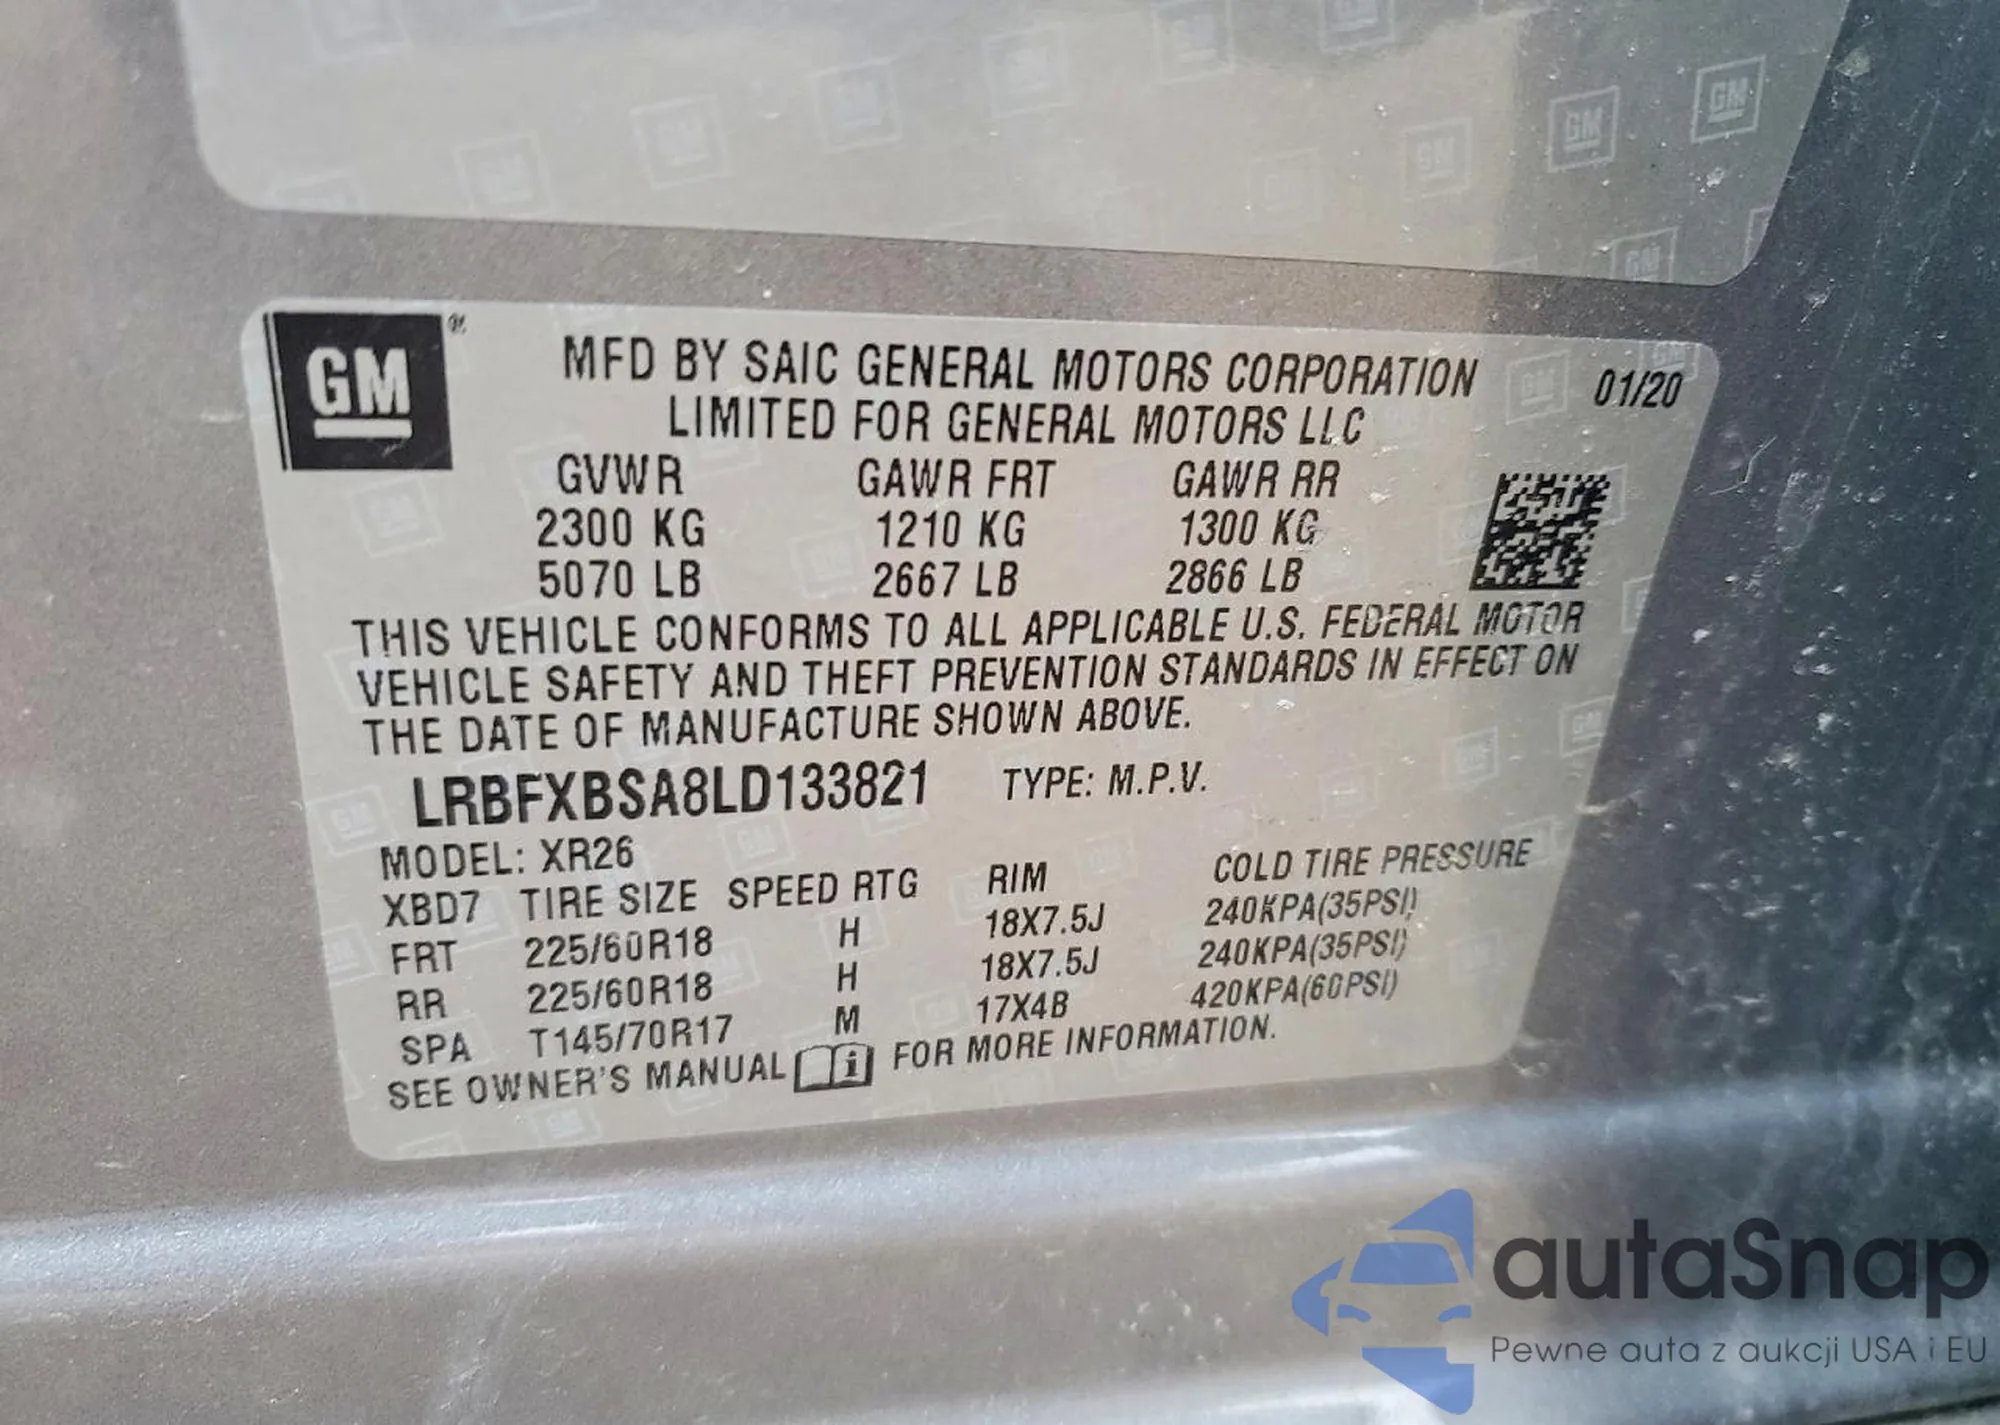 GM
®
MFD BY SAIC GENERAL MOTORS CORPORATION 01/20
LIMITED FOR GENERAL MOTORS LLC
GVWR GAWR FRT GAWR RR
2300 KG 1210 KG 1300 KG
5070 LB 2667 LB 2866 LB
THIS VEHICLE CONFORMS TO ALL APPLICABLE U.S. FEDERAL MOTOR
VEHICLE SAFETY AND THEFT PREVENTION STANDARDS IN EFFECT ON
THE DATE OF MANUFACTURE SHOWN ABOVE.
LRBFXBSA8LD133821 TYPE: M.P.V.
MODEL: XR26
XBD7 TIRE SIZE SPEED RTG RIM COLD TIRE PRESSURE
FRT 225/60R18 H 18X7.5J 240KPA(35PSI)
RR 225/60R18 H 18X7.5J 240KPA(35PSI)
SPA T145/70R17 M 17X4B 420KPA(60PSI)
SEE OWNER'S MANUAL i FOR MORE INFORMATION.
autaSnap
Pewne auta z aukcji USA i EU